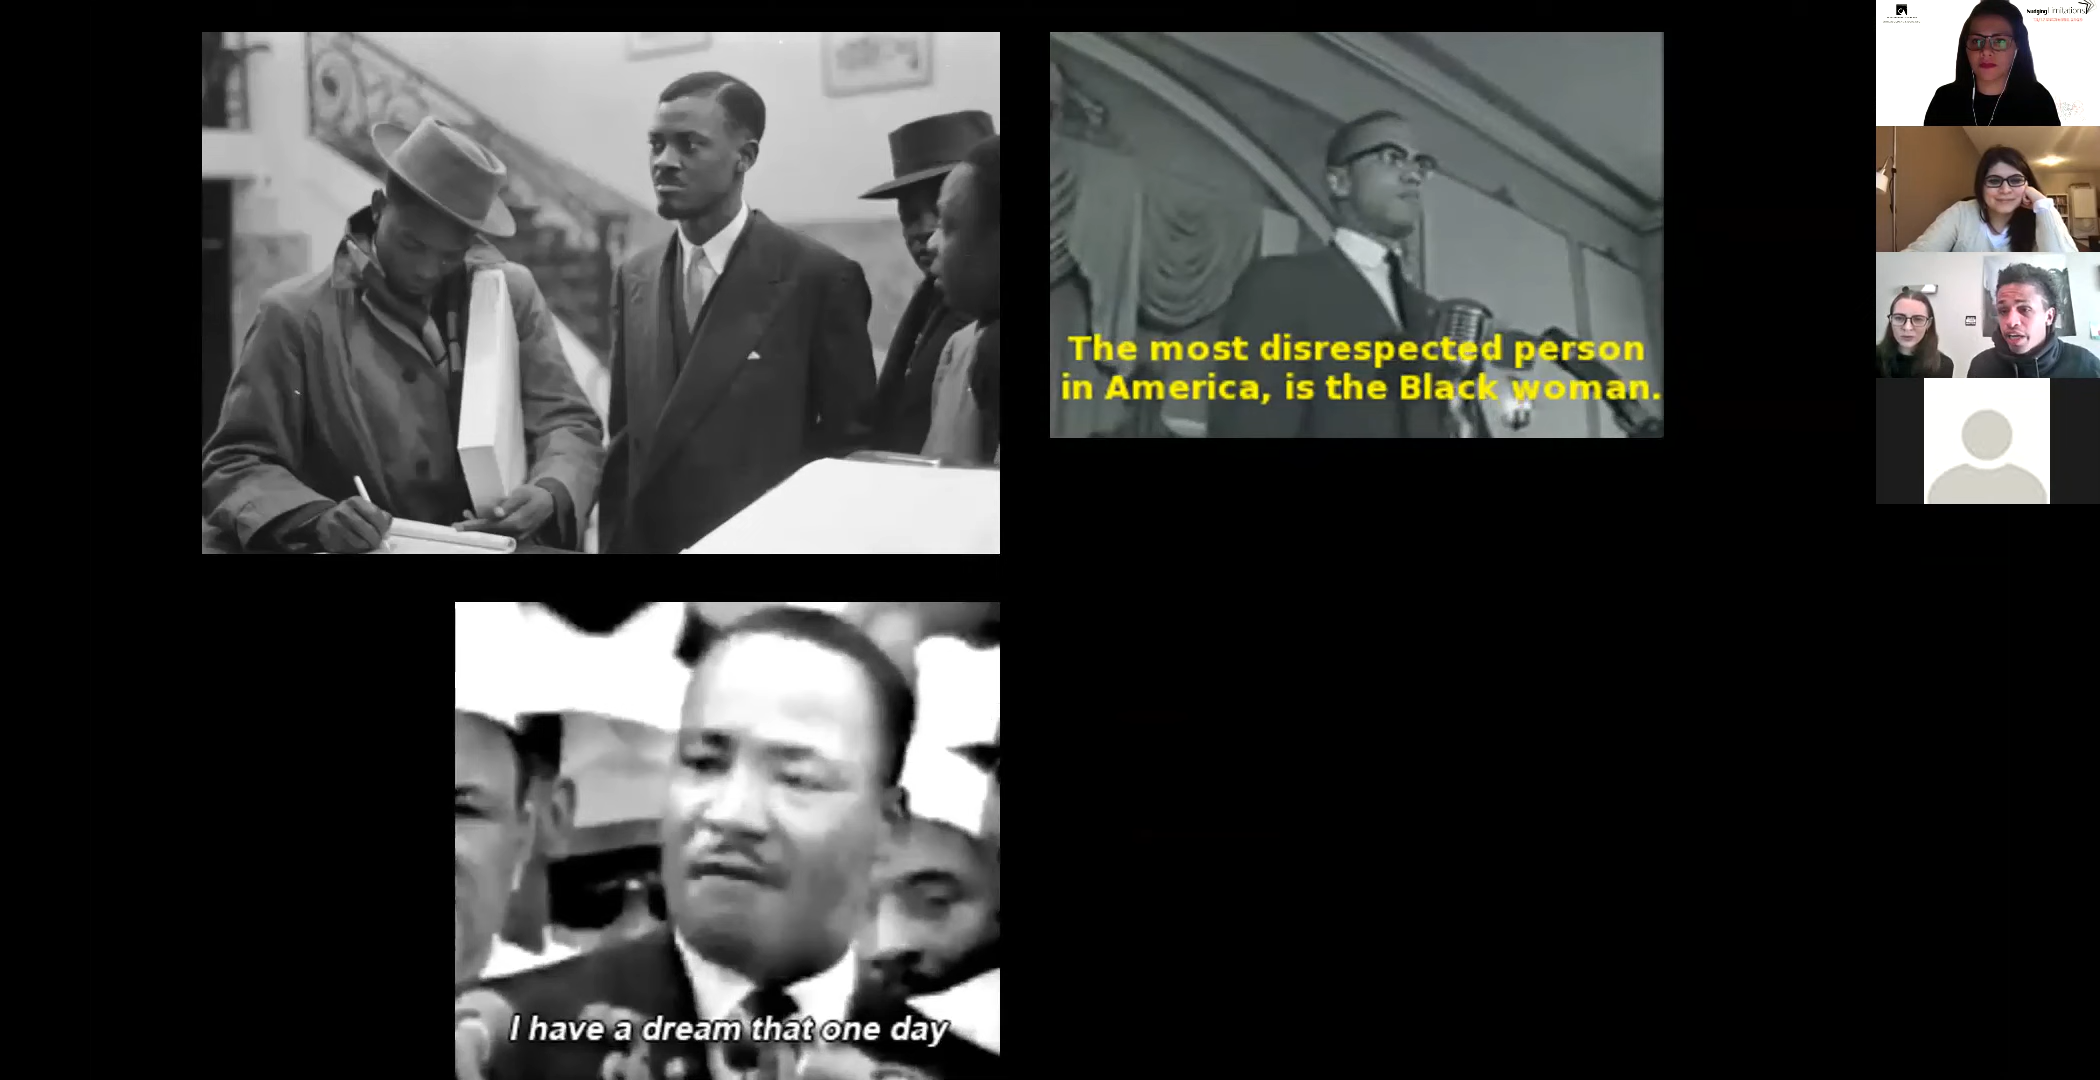 The most disrespected person
in America, is the Black woman.
I have a dream that one day